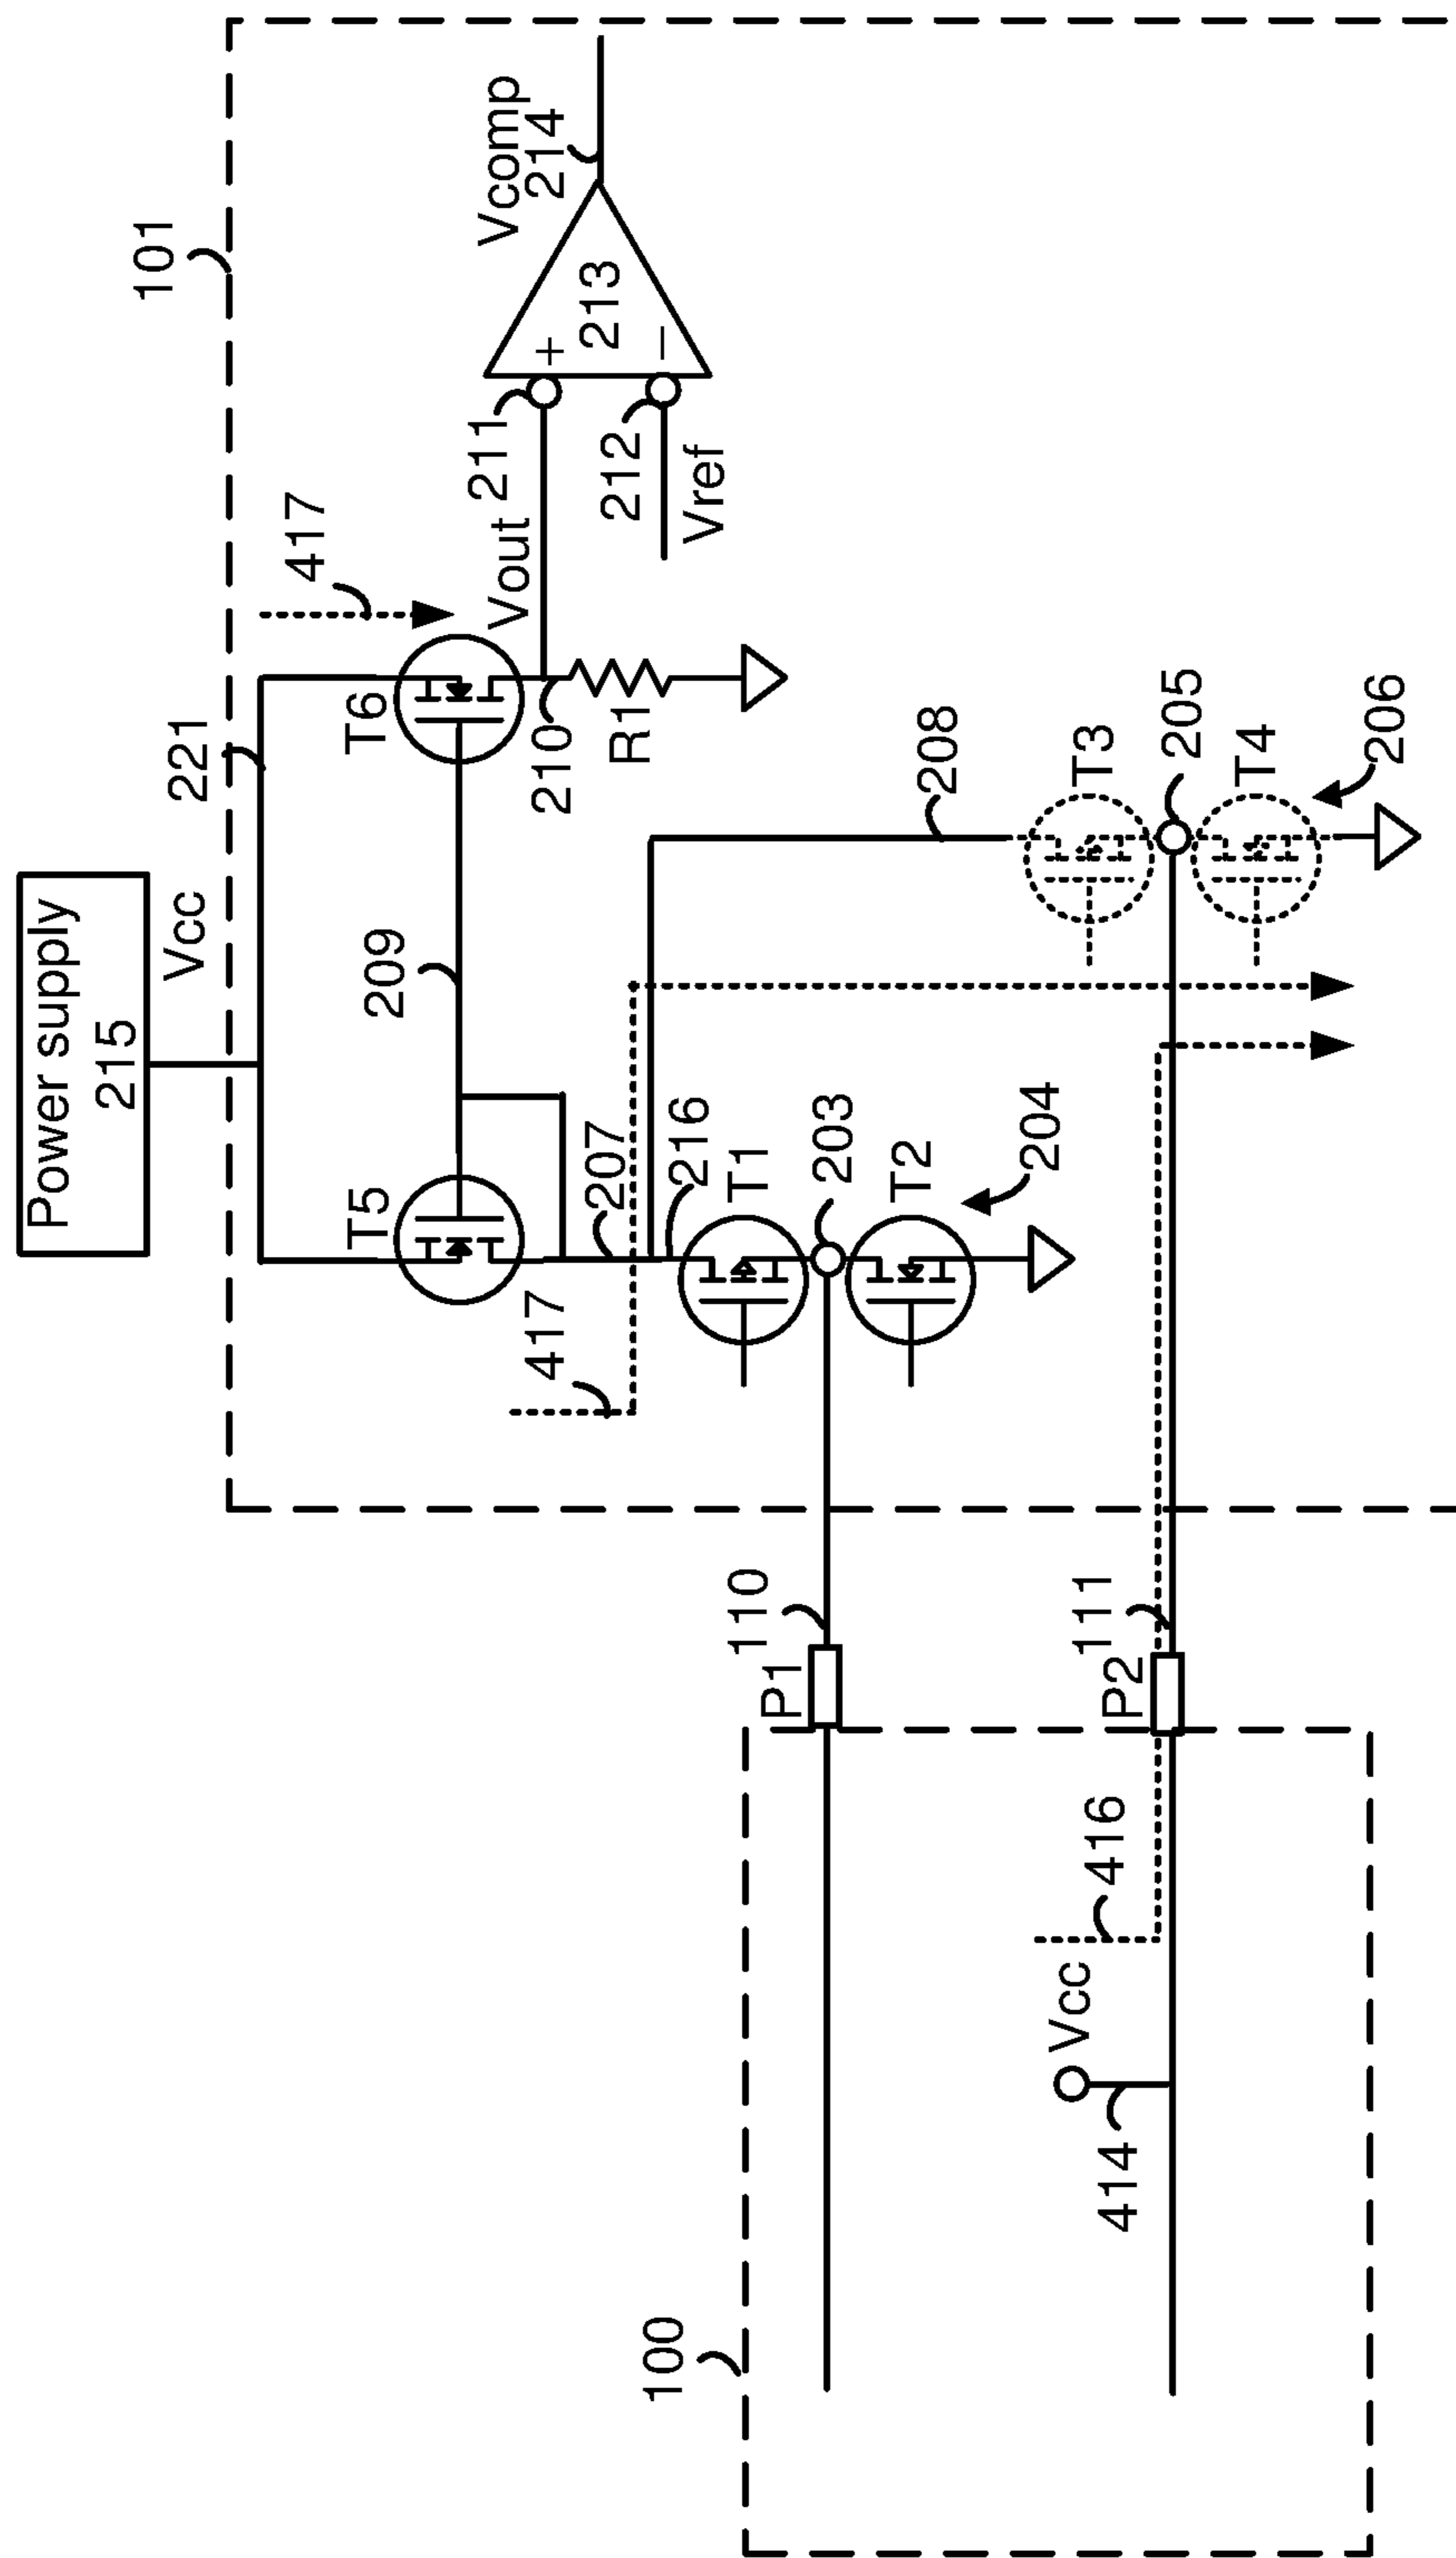 Power supply
215
Vcc
101
221
417
T5
209
T6
Vcomp
214
213
+
−
211
212
Vout
Vref
210
R1
417
207
216
T1
203
T2
204
208
T3
205
T4
206
100
P1
110
P2
111
416
Vcc
414